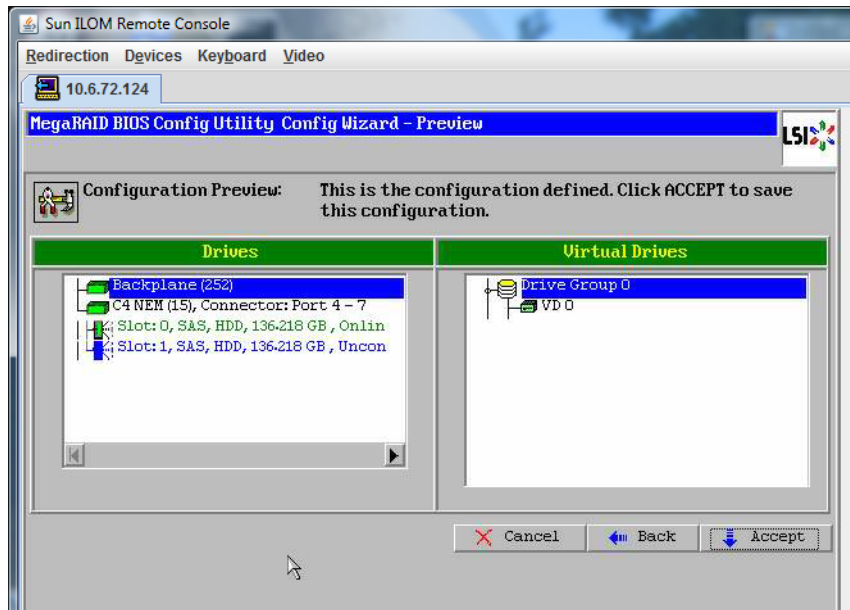 Sun ILOM Remote Console
Redirection Devices Keyboard Video
10.6.72.124
MegaRAID BIOS Config Utility Config Wizard – Preview
LSI
Configuration Preview: This is the configuration defined. Click ACCEPT to save
this configuration.
Drives
Backplane (252)
C4 NEM (15), Connector: Port 4 - 7
Slot: 0, SAS, HDD, 136.218 GB , Onlin
Slot: 1, SAS, HDD, 136.218 GB , Uncon
Virtual Drives
Drive Group 0
VD 0
Cancel Back Accept